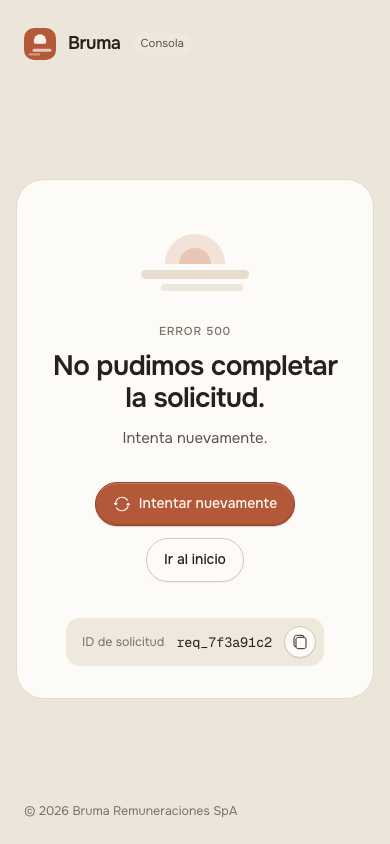 Bruma Consola
ERROR 500
No pudimos completar
la solicitud.
Intenta nuevamente.
Intentar nuevamente
Ir al inicio
ID de solicitud req_7f3a91c2
© 2026 Bruma Remuneraciones SpA